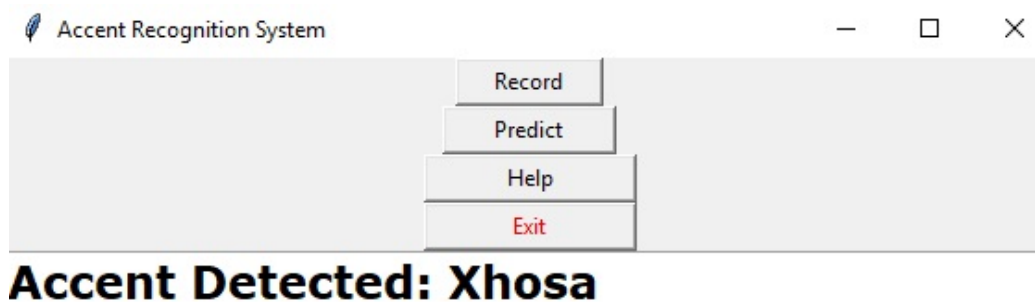 Accent Recognition System
Record
Predict
Help
Exit
Accent Detected: Xhosa